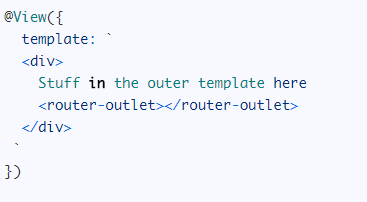 @View({
  template: `
  <div>
    Stuff in the outer template here
    <router-outlet></router-outlet>
  </div>
 `
})